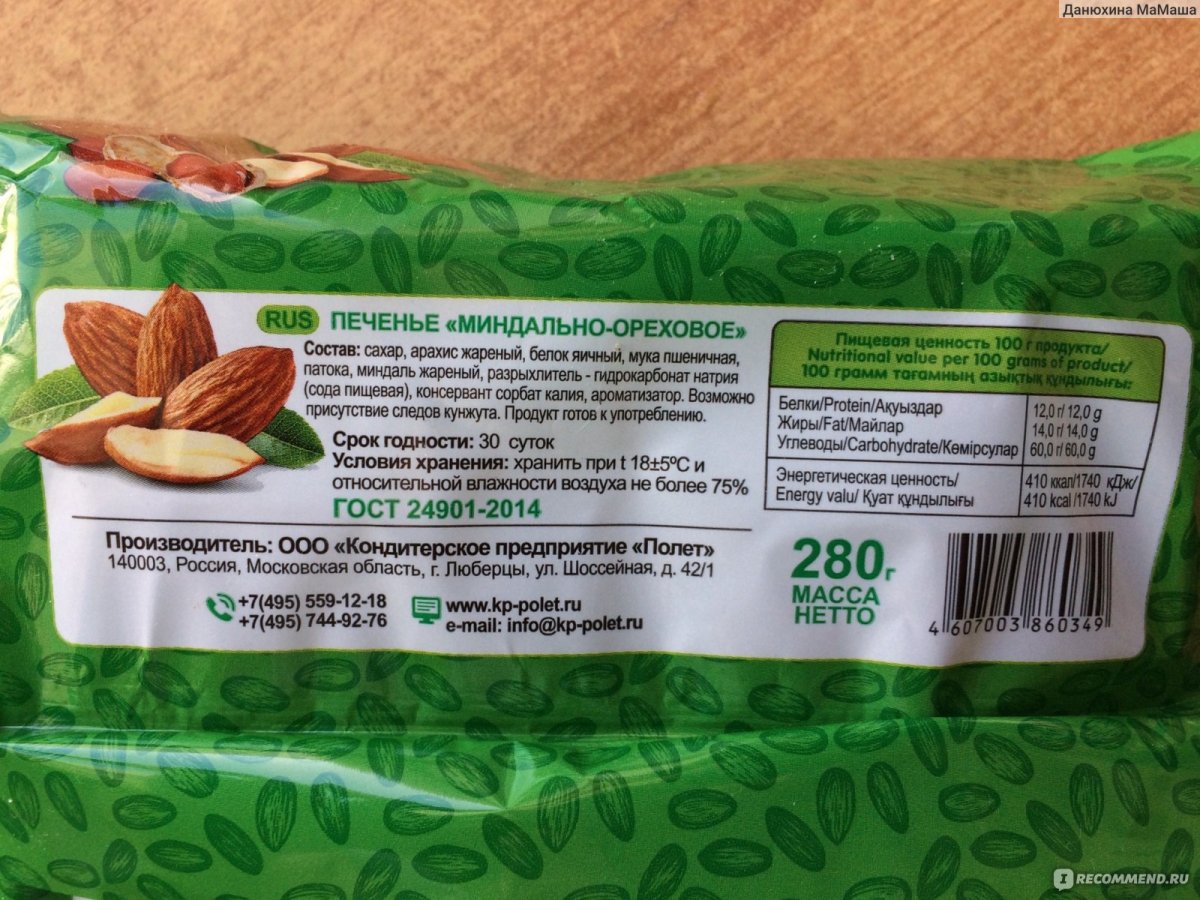 Данюхина МаМаша
RUS ПЕЧЕНЬЕ «МИНДАЛЬНО-ОРЕХОВОЕ»
Состав: сахар, арахис жареный, белок яичный, мука пшеничная,
патока, миндаль жареный, разрыхлитель - гидрокарбонат натрия
(сода пищевая), консервант сорбат калия, ароматизатор. Возможно
присутствие следов кунжута. Продукт готов к употреблению.
Срок годности: 30 суток
Условия хранения: хранить при t 18±5ºС и
относительной влажности воздуха не более 75%
ГОСТ 24901-2014
Пищевая ценность 100 г продукта/
Nutritional value per 100 grams of product/
100 грамм тағамның азықтық құндылығы:
Белки/Protein/Ақуыздар 12,0 г/ 12,0 g
Жиры/Fat/Майлар 14,0 г/ 14,0 g
Углеводы/Carbohydrate/Көмірсулар 60,0 г/ 60,0 g
Энергетическая ценность/ 410 ккал/1740 кДж/
Energy valu/ Қуат құндылығы 410 kcal /1740 kJ
Производитель: ООО «Кондитерское предприятие «Полет»
140003, Россия, Московская область, г. Люберцы, ул. Шоссейная, д. 42/1
+7(495) 559-12-18
+7(495) 744-92-76
www.kp-polet.ru
e-mail: info@kp-polet.ru
280г
МАССА
НЕТТО
4 607003 860349
IRECOMMEND.RU